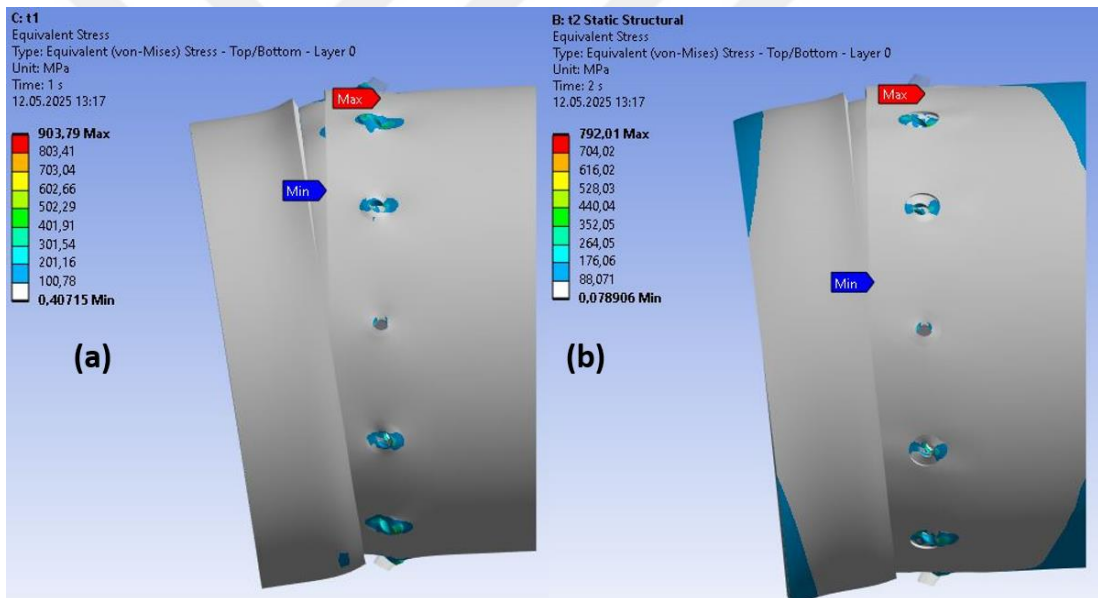 C: t1
Equivalent Stress
Type: Equivalent (von-Mises) Stress - Top/Bottom - Layer 0
Unit: MPa
Time: 1 s
12.05.2025 13:17
903,79 Max
803,41
703,04
602,66
502,29
401,91
301,54
201,16
100,78
0,40715 Min
Max
Min
(a)
B: t2 Static Structural
Equivalent Stress
Type: Equivalent (von-Mises) Stress - Top/Bottom - Layer 0
Unit: MPa
Time: 2 s
12.05.2025 13:17
792,01 Max
704,02
616,02
528,03
440,04
352,05
264,05
176,06
88,071
0,078906 Min
Max
Min
(b)